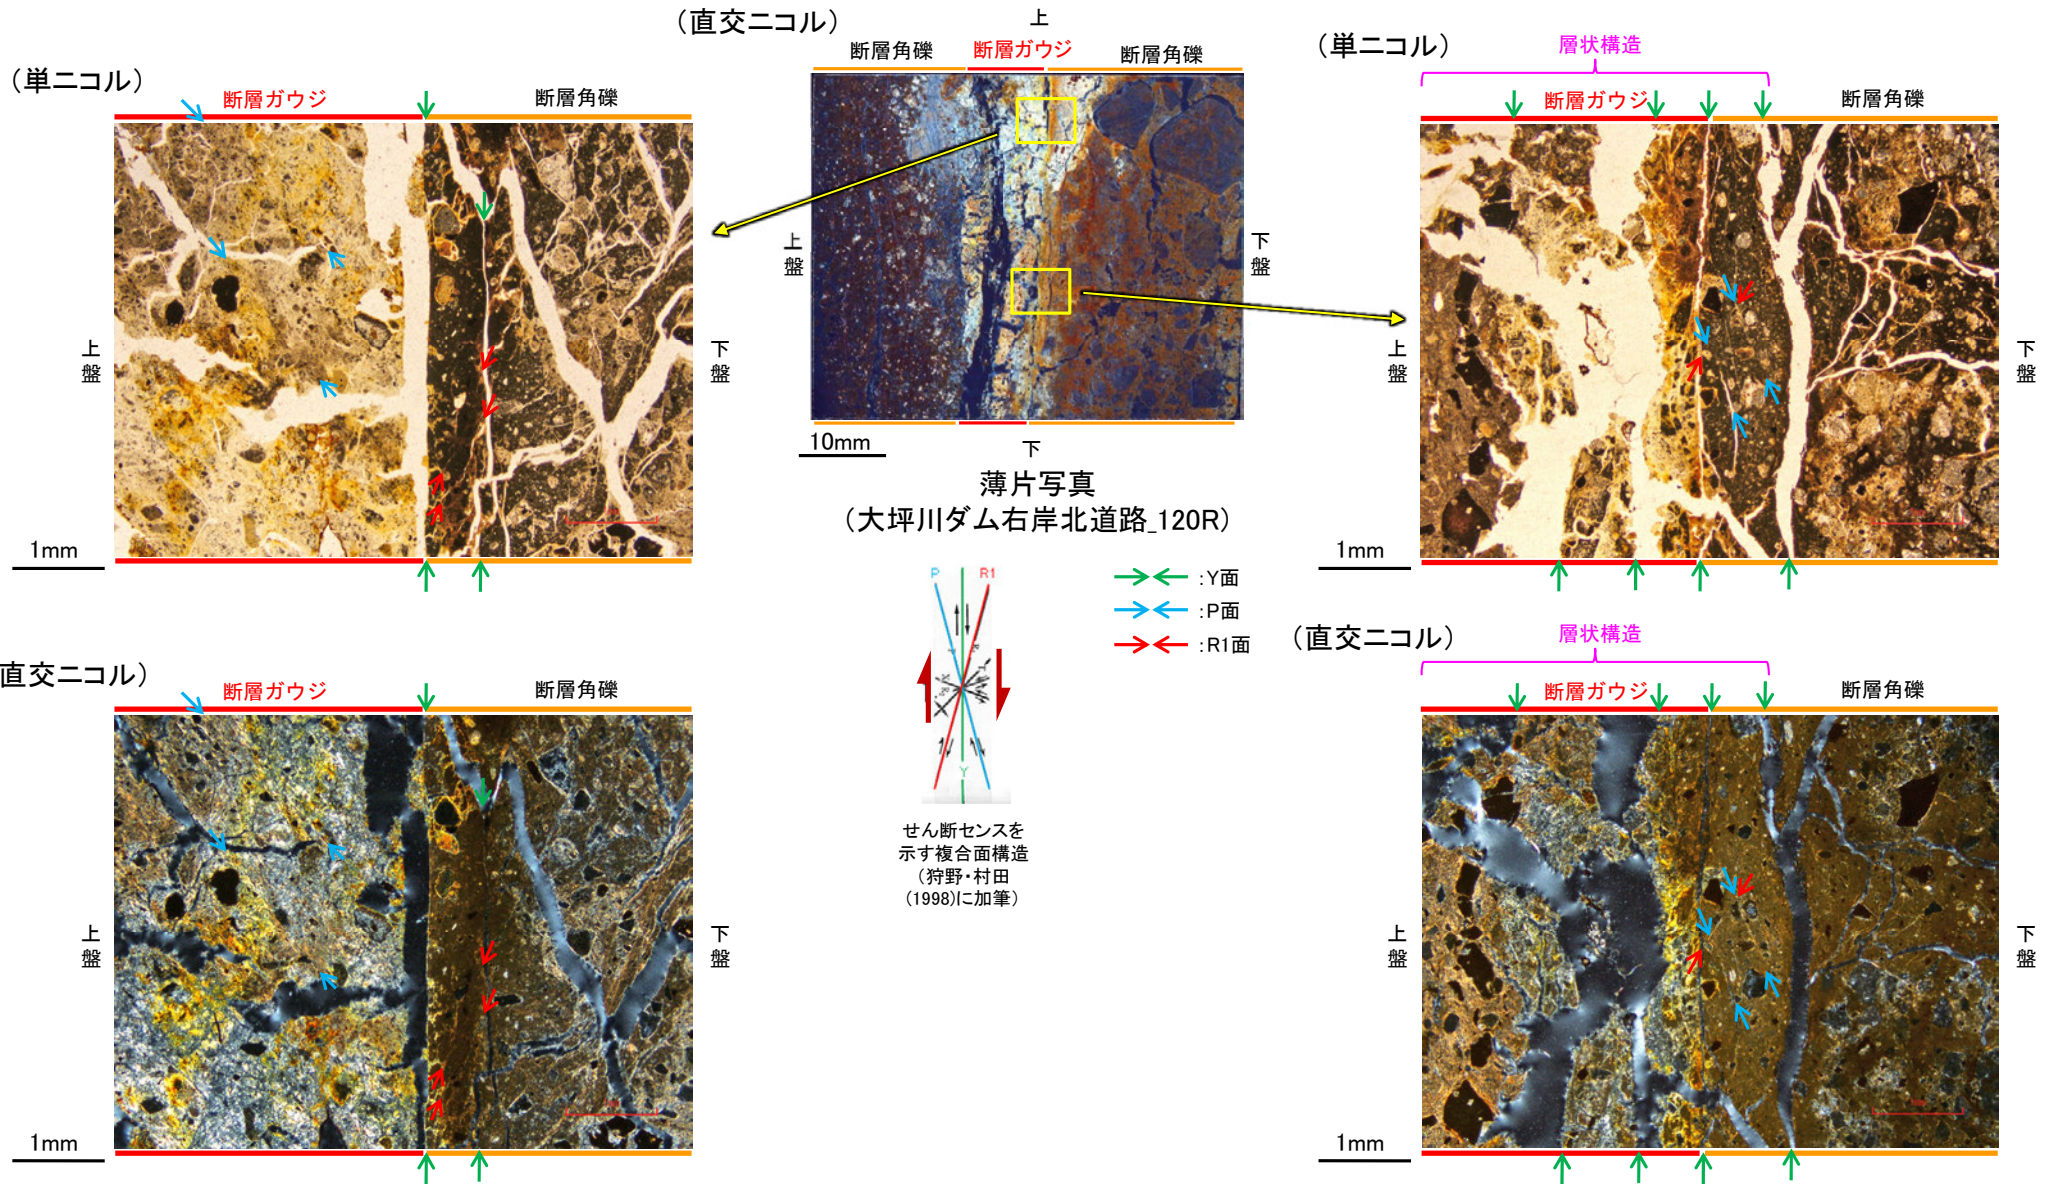 （単ニコル）
断層ガウジ
断層角礫
上盤
下盤
1mm
（直交ニコル）
上
断層角礫
断層ガウジ
断層角礫
上盤
下盤
10mm
下
薄片写真
（大坪川ダム右岸北道路_120R）
（単ニコル）
層状構造
断層ガウジ
断層角礫
上盤
下盤
1mm
P
R1
Y
せん断センスを
示す複合面構造
（狩野・村田
(1998)に加筆）
:Y面
:P面
:R1面
直交ニコル）
断層ガウジ
断層角礫
上盤
下盤
1mm
（直交ニコル）
層状構造
断層ガウジ
断層角礫
上盤
下盤
1mm